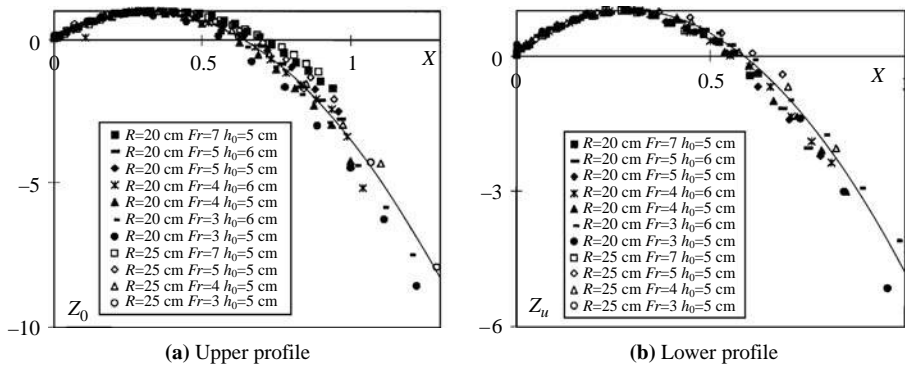 0
0
0.5
1
X
−5
−10
Z0
R=20 cm Fr=7 h0=5 cm
R=20 cm Fr=5 h0=6 cm
R=20 cm Fr=5 h0=5 cm
R=20 cm Fr=4 h0=6 cm
R=20 cm Fr=4 h0=5 cm
R=20 cm Fr=3 h0=6 cm
R=20 cm Fr=3 h0=5 cm
R=25 cm Fr=7 h0=5 cm
R=25 cm Fr=5 h0=5 cm
R=25 cm Fr=4 h0=5 cm
R=25 cm Fr=3 h0=5 cm
(a) Upper profile
0
0
0.5
X
−3
−6
Zu
R=20 cm Fr=7 h0=5 cm
R=20 cm Fr=5 h0=6 cm
R=20 cm Fr=5 h0=5 cm
R=20 cm Fr=4 h0=6 cm
R=20 cm Fr=4 h0=5 cm
R=20 cm Fr=3 h0=6 cm
R=20 cm Fr=3 h0=5 cm
R=25 cm Fr=7 h0=5 cm
R=25 cm Fr=5 h0=5 cm
R=25 cm Fr=4 h0=5 cm
R=25 cm Fr=3 h0=5 cm
(b) Lower profile